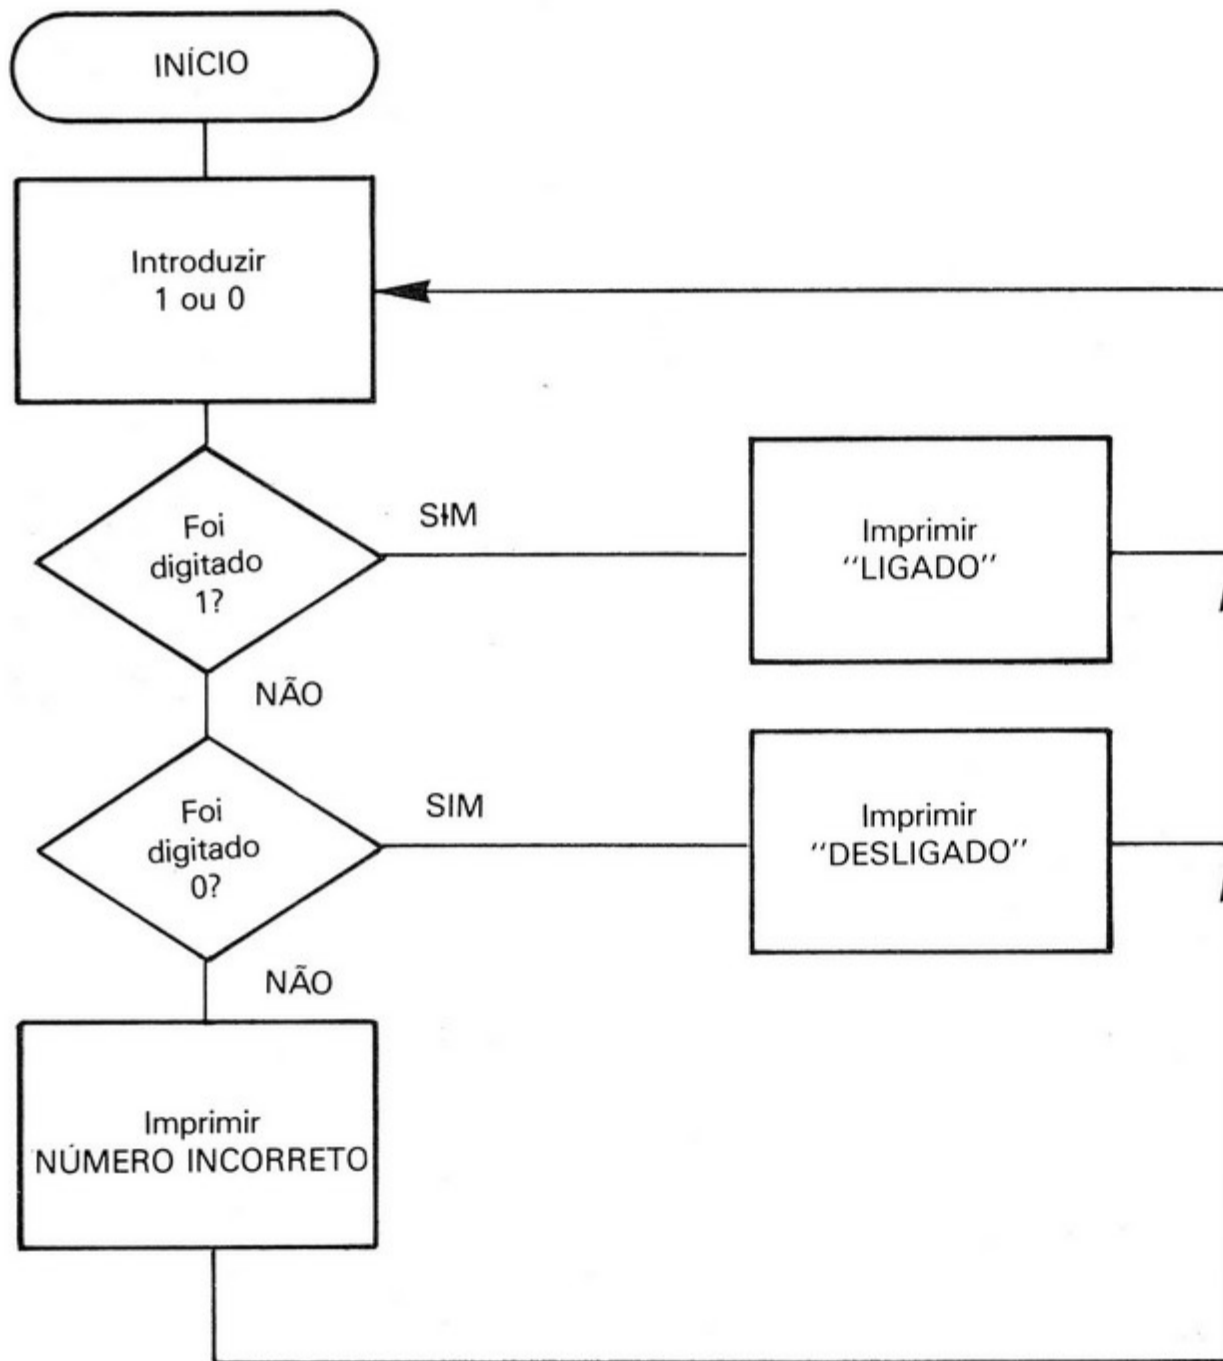 INÍCIO
Introduzir
1 ou 0
Foi
digitado
1?
SIM
Imprimir
"LIGADO"
NÃO
Foi
digitado
0?
SIM
Imprimir
"DESLIGADO"
NÃO
Imprimir
NÚMERO INCORRETO